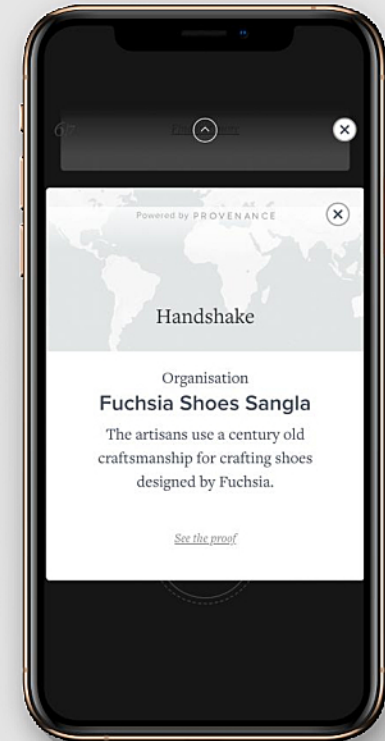 67
Powered by PROVENANCE
Handshake
Organisation
Fuchsia Shoes Sangla
The artisans use a century old
craftsmanship for crafting shoes
designed by Fuchsia.
See the proof